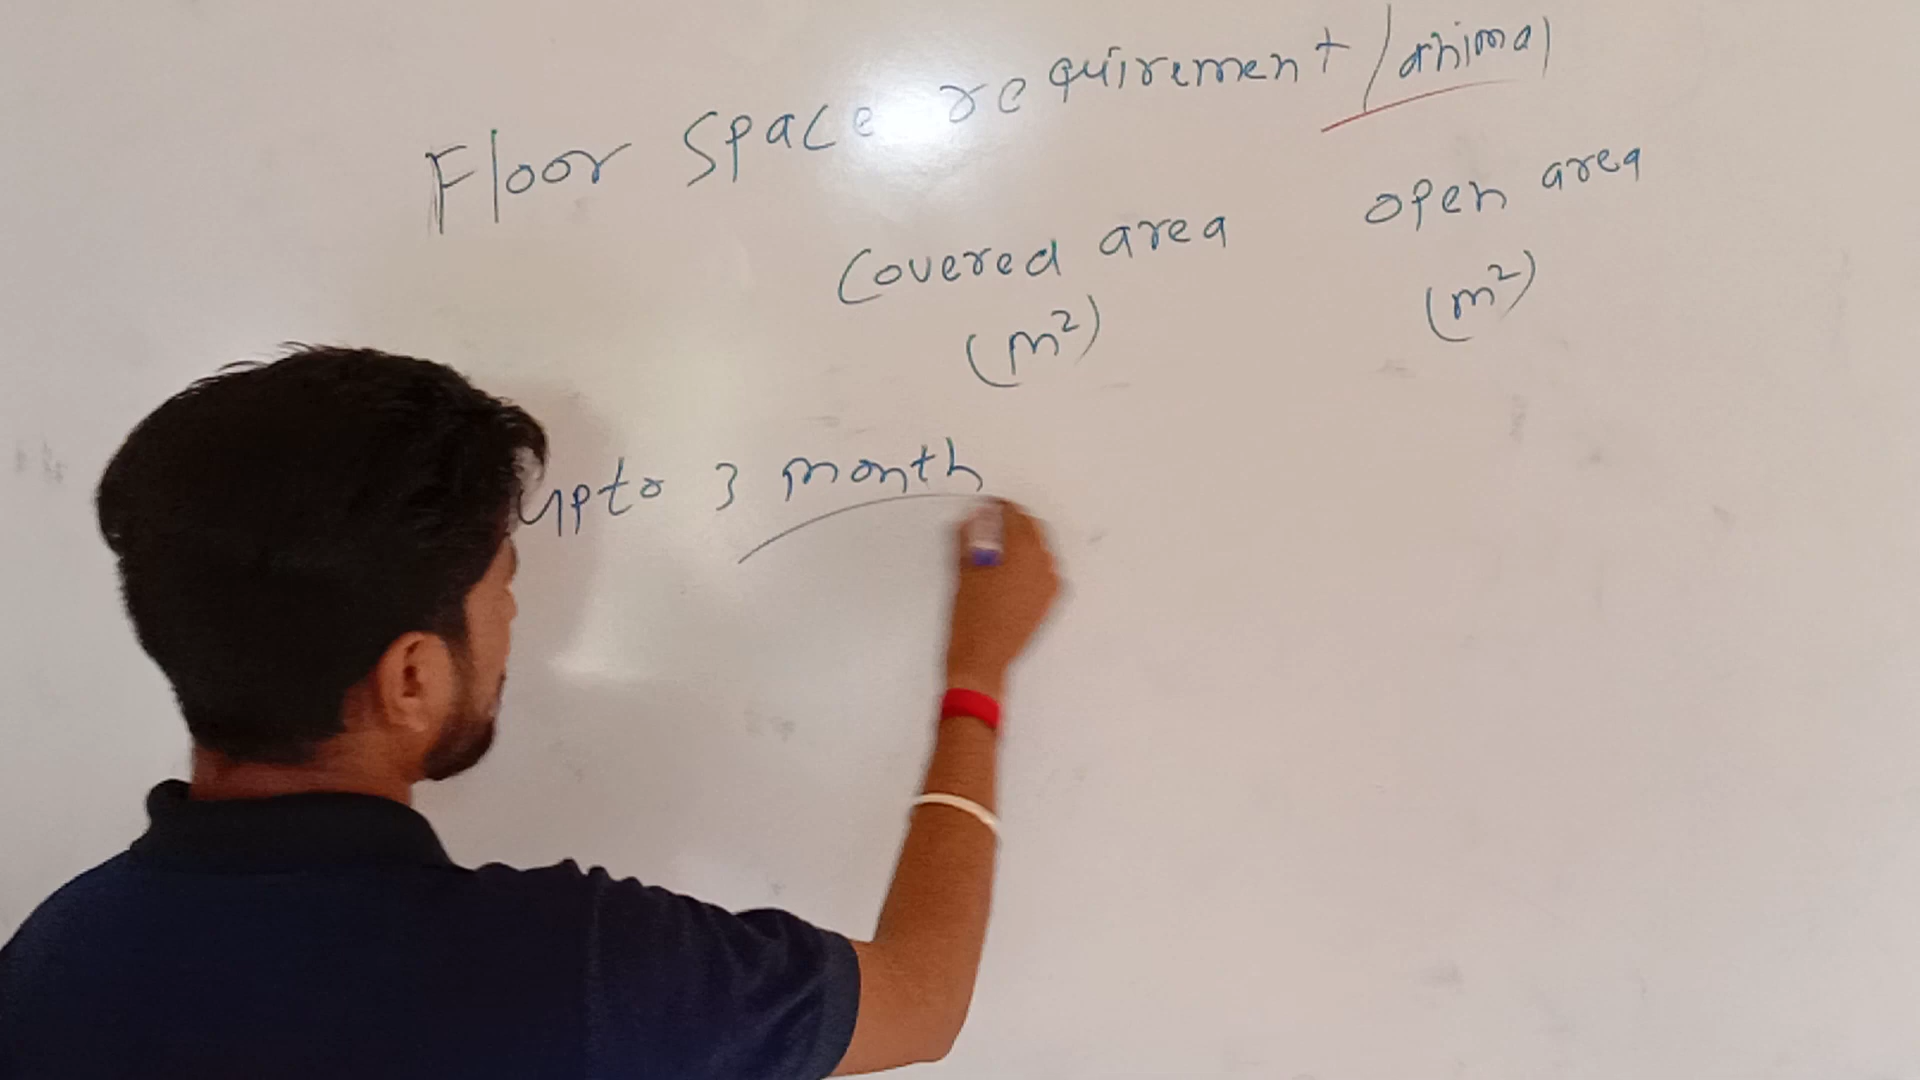 Floor space requirement/animal
Covered area open area
(m²) (m²)
upto 3 month